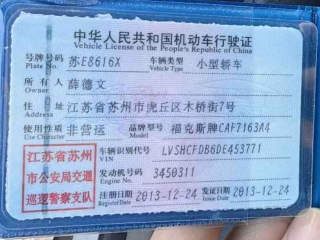 中华人民共和国机动车行驶证
Vehicle License of the People's Republic of China
号牌号码 苏E8616X 车辆类型 小型轿车
Plate No. Vehicle Type
所有人 薛德文
Owner
住址 江苏省苏州市虎丘区木桥街7号
Address
使用性质 非营运 品牌型号 福克斯牌CAF7163A4
Use Character Model
江苏省苏州
市公安局交通
巡逻警察支队
车辆识别代号 LVSHCFDB6DE453771
VIN
发动机号码 3450311
Engine No.
注册日期 2013-12-24 发证日期 2013-12-24
Register Date Issue Date